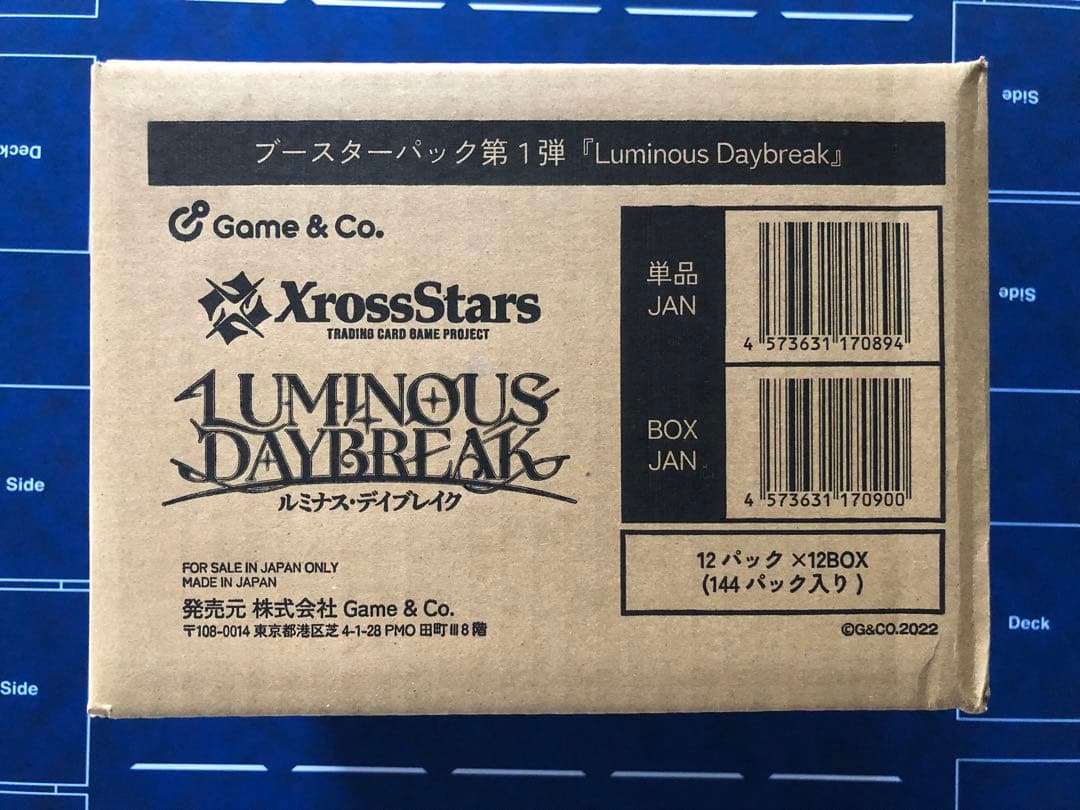 ブースターパック第1弾『Luminous Daybreak』
Game & Co.
XrossStars
TRADING CARD GAME PROJECT
LUMINOUS
DAYBREAK
ルミナス・デイブレイク
FOR SALE IN JAPAN ONLY
MADE IN JAPAN
発売元 株式会社 Game & Co.
〒108-0014 東京都港区芝 4-1-28 PMO 田町Ⅲ8階
単品
JAN
4 573631 170894
BOX
JAN
4 573631 170900
12パック×12BOX
(144パック入り)
©G&CO.2022
Deck
Side
Side
Side
Side
Deck